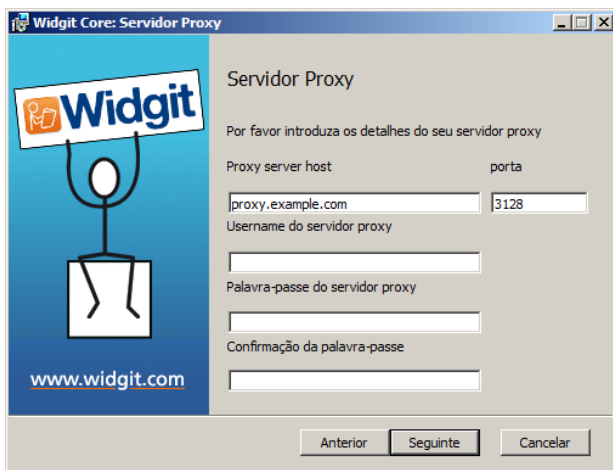 Widgit Core: Servidor Proxy
Widgit
www.widgit.com
Servidor Proxy
Por favor introduza os detalhes do seu servidor proxy
Proxy server host porta
proxy.example.com 3128
Username do servidor proxy
Palavra-passe do servidor proxy
Confirmação da palavra-passe
Anterior Seguinte Cancelar